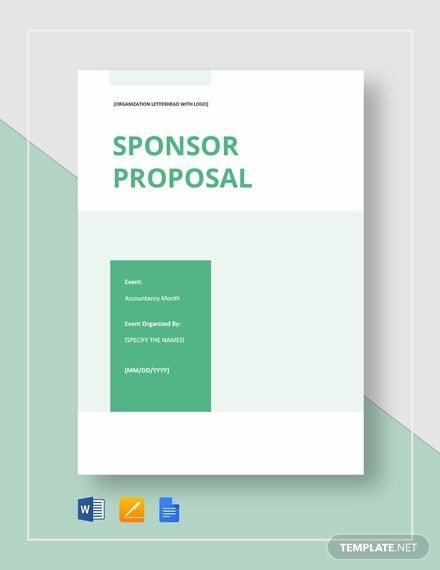 [ORGANIZATION LETTERHEAD WITH LOGO]
SPONSOR
PROPOSAL
Event:
Accountancy Month
Event Organized By:
[SPECIFY THE NAMES]
[MM/DD/YYYY]
W
TEMPLATE.NET